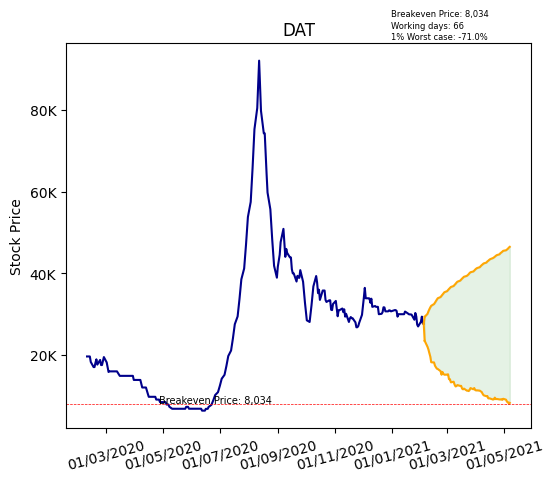 Breakeven Price: 8,034
Working days: 66
1% Worst case: -71.0%
DAT
Stock Price
80K
60K
40K
20K
Breakeven Price: 8,034
01/03/2020 01/05/2020 01/07/2020 01/09/2020 01/11/2020 01/01/2021 01/03/2021 01/05/2021